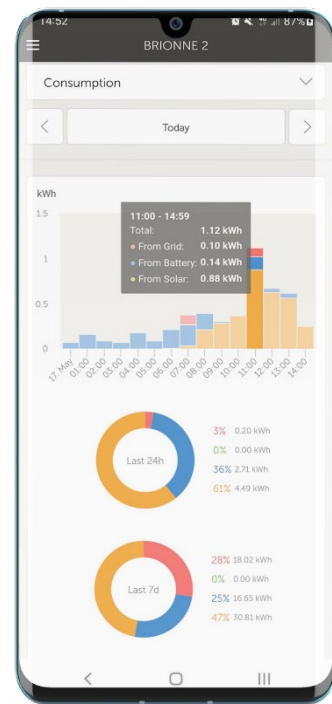 14:52 87%
BRIONNE 2
Consumption
Today
kWh
1.5
1
0.5
0
11:00 - 14:59
Total: 1.12 kWh
From Grid: 0.10 kWh
From Battery: 0.14 kWh
From Solar: 0.88 kWh
17. May 01:00 02:00 03:00 04:00 05:00 06:00 07:00 08:00 09:00 10:00 11:00 12:00 13:00 14:00
Last 24h
3% 0.20 kWh
0% 0.00 kWh
36% 2.71 kWh
61% 4.49 kWh
Last 7d
28% 18.02 kWh
0% 0.00 kWh
25% 16.65 kWh
47% 30.81 kWh